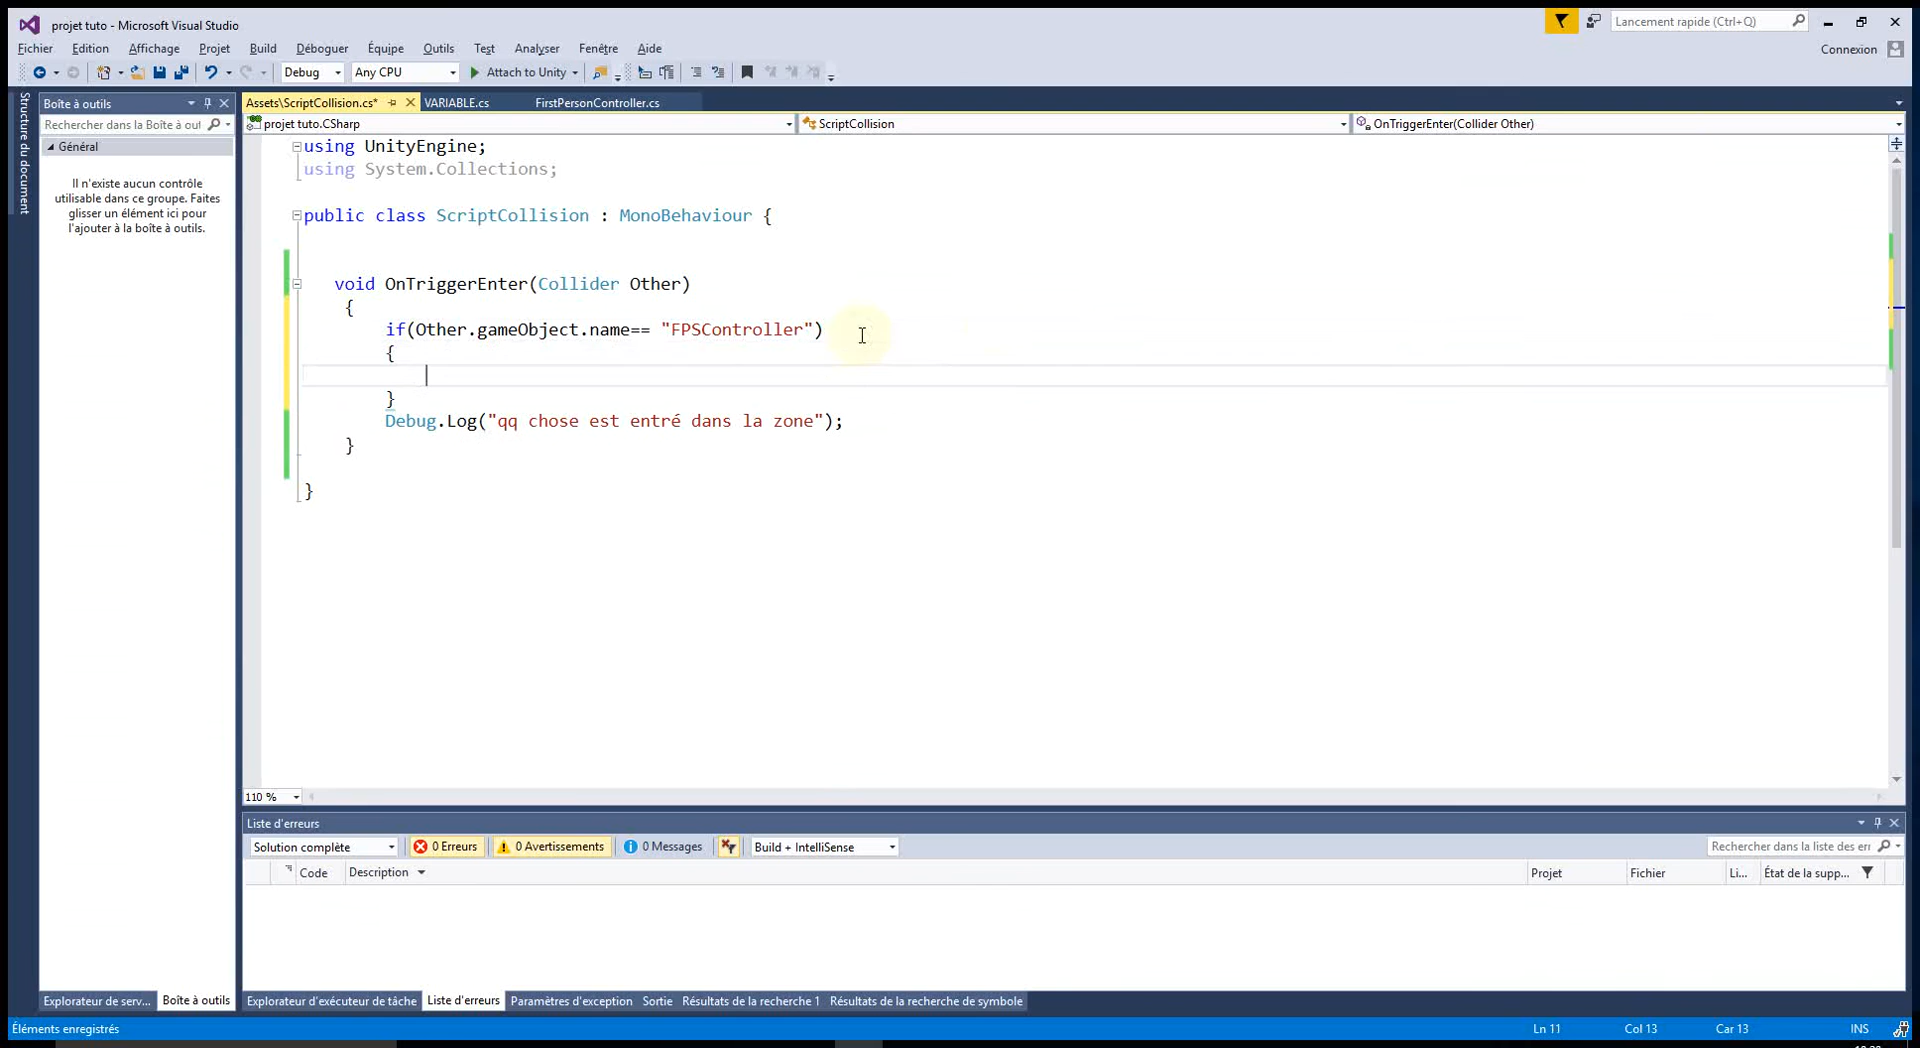 projet tuto - Microsoft Visual Studio
Lancement rapide (Ctrl+Q)
Fichier Edition Affichage Projet Build Déboguer Équipe Outils Test Analyser Fenêtre Aide
Connexion
Debug Any CPU Attach to Unity
Structure du document
Boîte à outils
Assets\ScriptCollision.cs* VARIABLE.cs FirstPersonController.cs
Rechercher dans la Boîte à out
projet tuto.CSharp ScriptCollision OnTriggerEnter(Collider Other)
Général
Il n'existe aucun contrôle
utilisable dans ce groupe. Faites
glisser un élément ici pour
l'ajouter à la boîte à outils.
using UnityEngine;
using System.Collections;
public class ScriptCollision : MonoBehaviour {
void OnTriggerEnter(Collider Other)
{
if(Other.gameObject.name== "FPSController")
{
}
Debug.Log("qq chose est entré dans la zone");
}
}
110 %
Liste d'erreurs
Solution complète 0 Erreurs 0 Avertissements 0 Messages Build + IntelliSense
Rechercher dans la liste des err
Code Description Projet Fichier Li... État de la supp...
Explorateur de serv... Boîte à outils
Explorateur d'exécuteur de tâche Liste d'erreurs Paramètres d'exception Sortie Résultats de la recherche 1 Résultats de la recherche de symbole
Éléments enregistrés Ln 11 Col 13 Car 13 INS